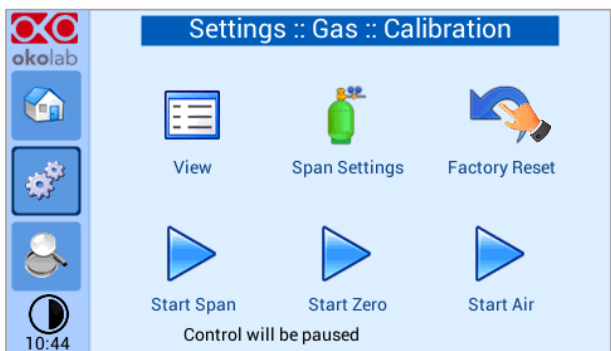 Settings :: Gas :: Calibration
okolab
View
Span Settings
Factory Reset
Start Span
Start Zero
Start Air
Control will be paused
10:44